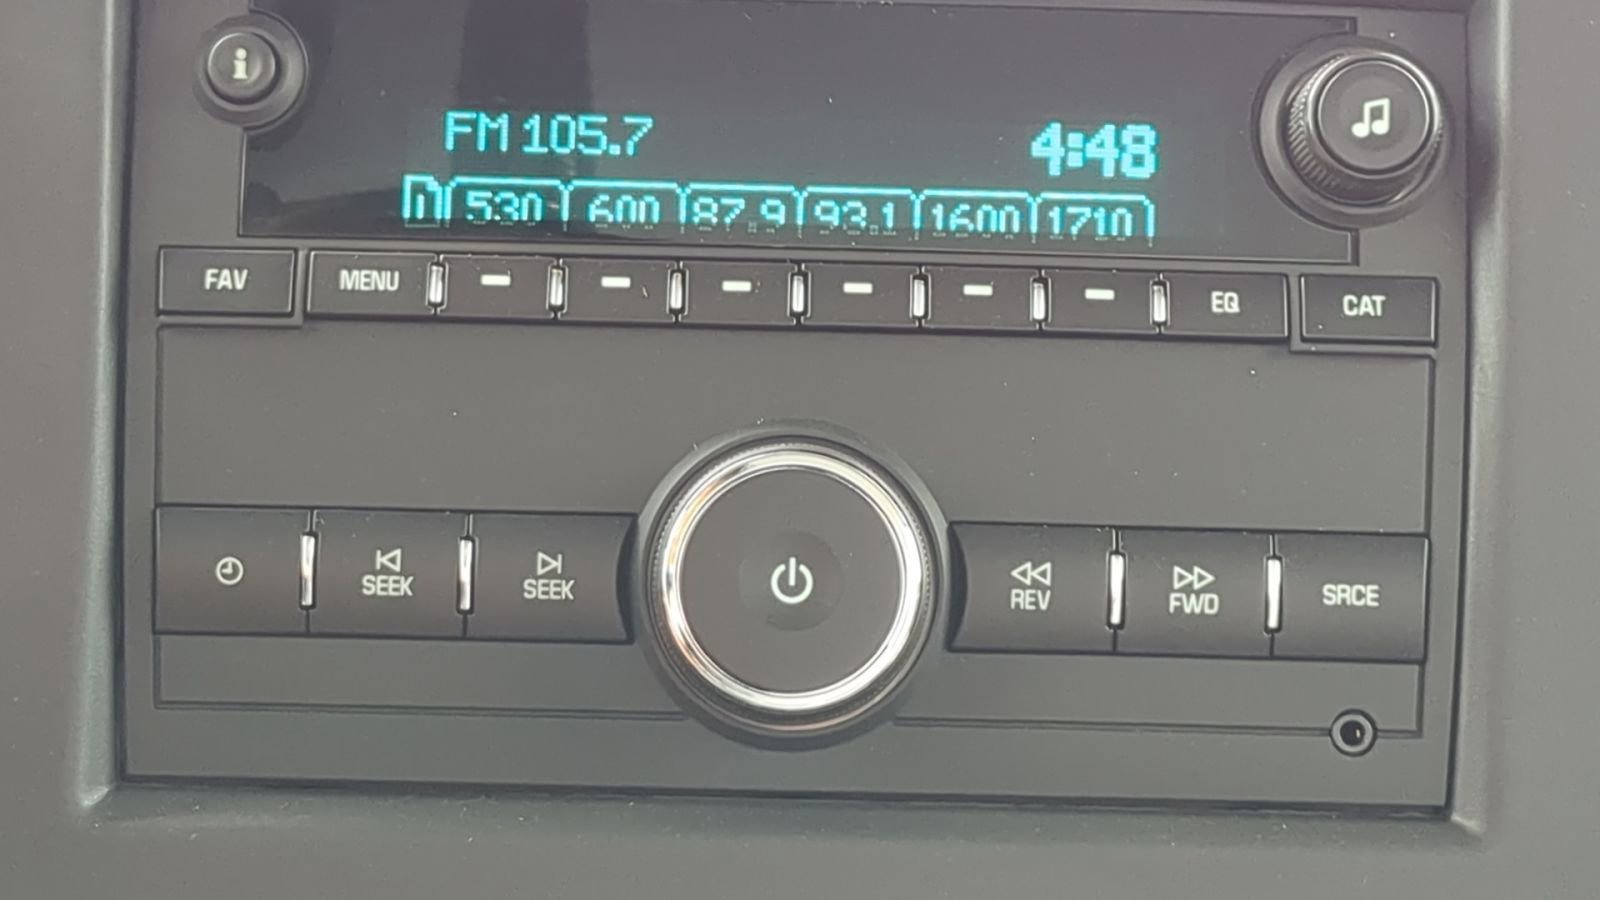 i
FM 105.7 4:48
530 600 87.9 93.1 1600 1710
FAV MENU EQ CAT
SEEK SEEK REV FWD SRCE